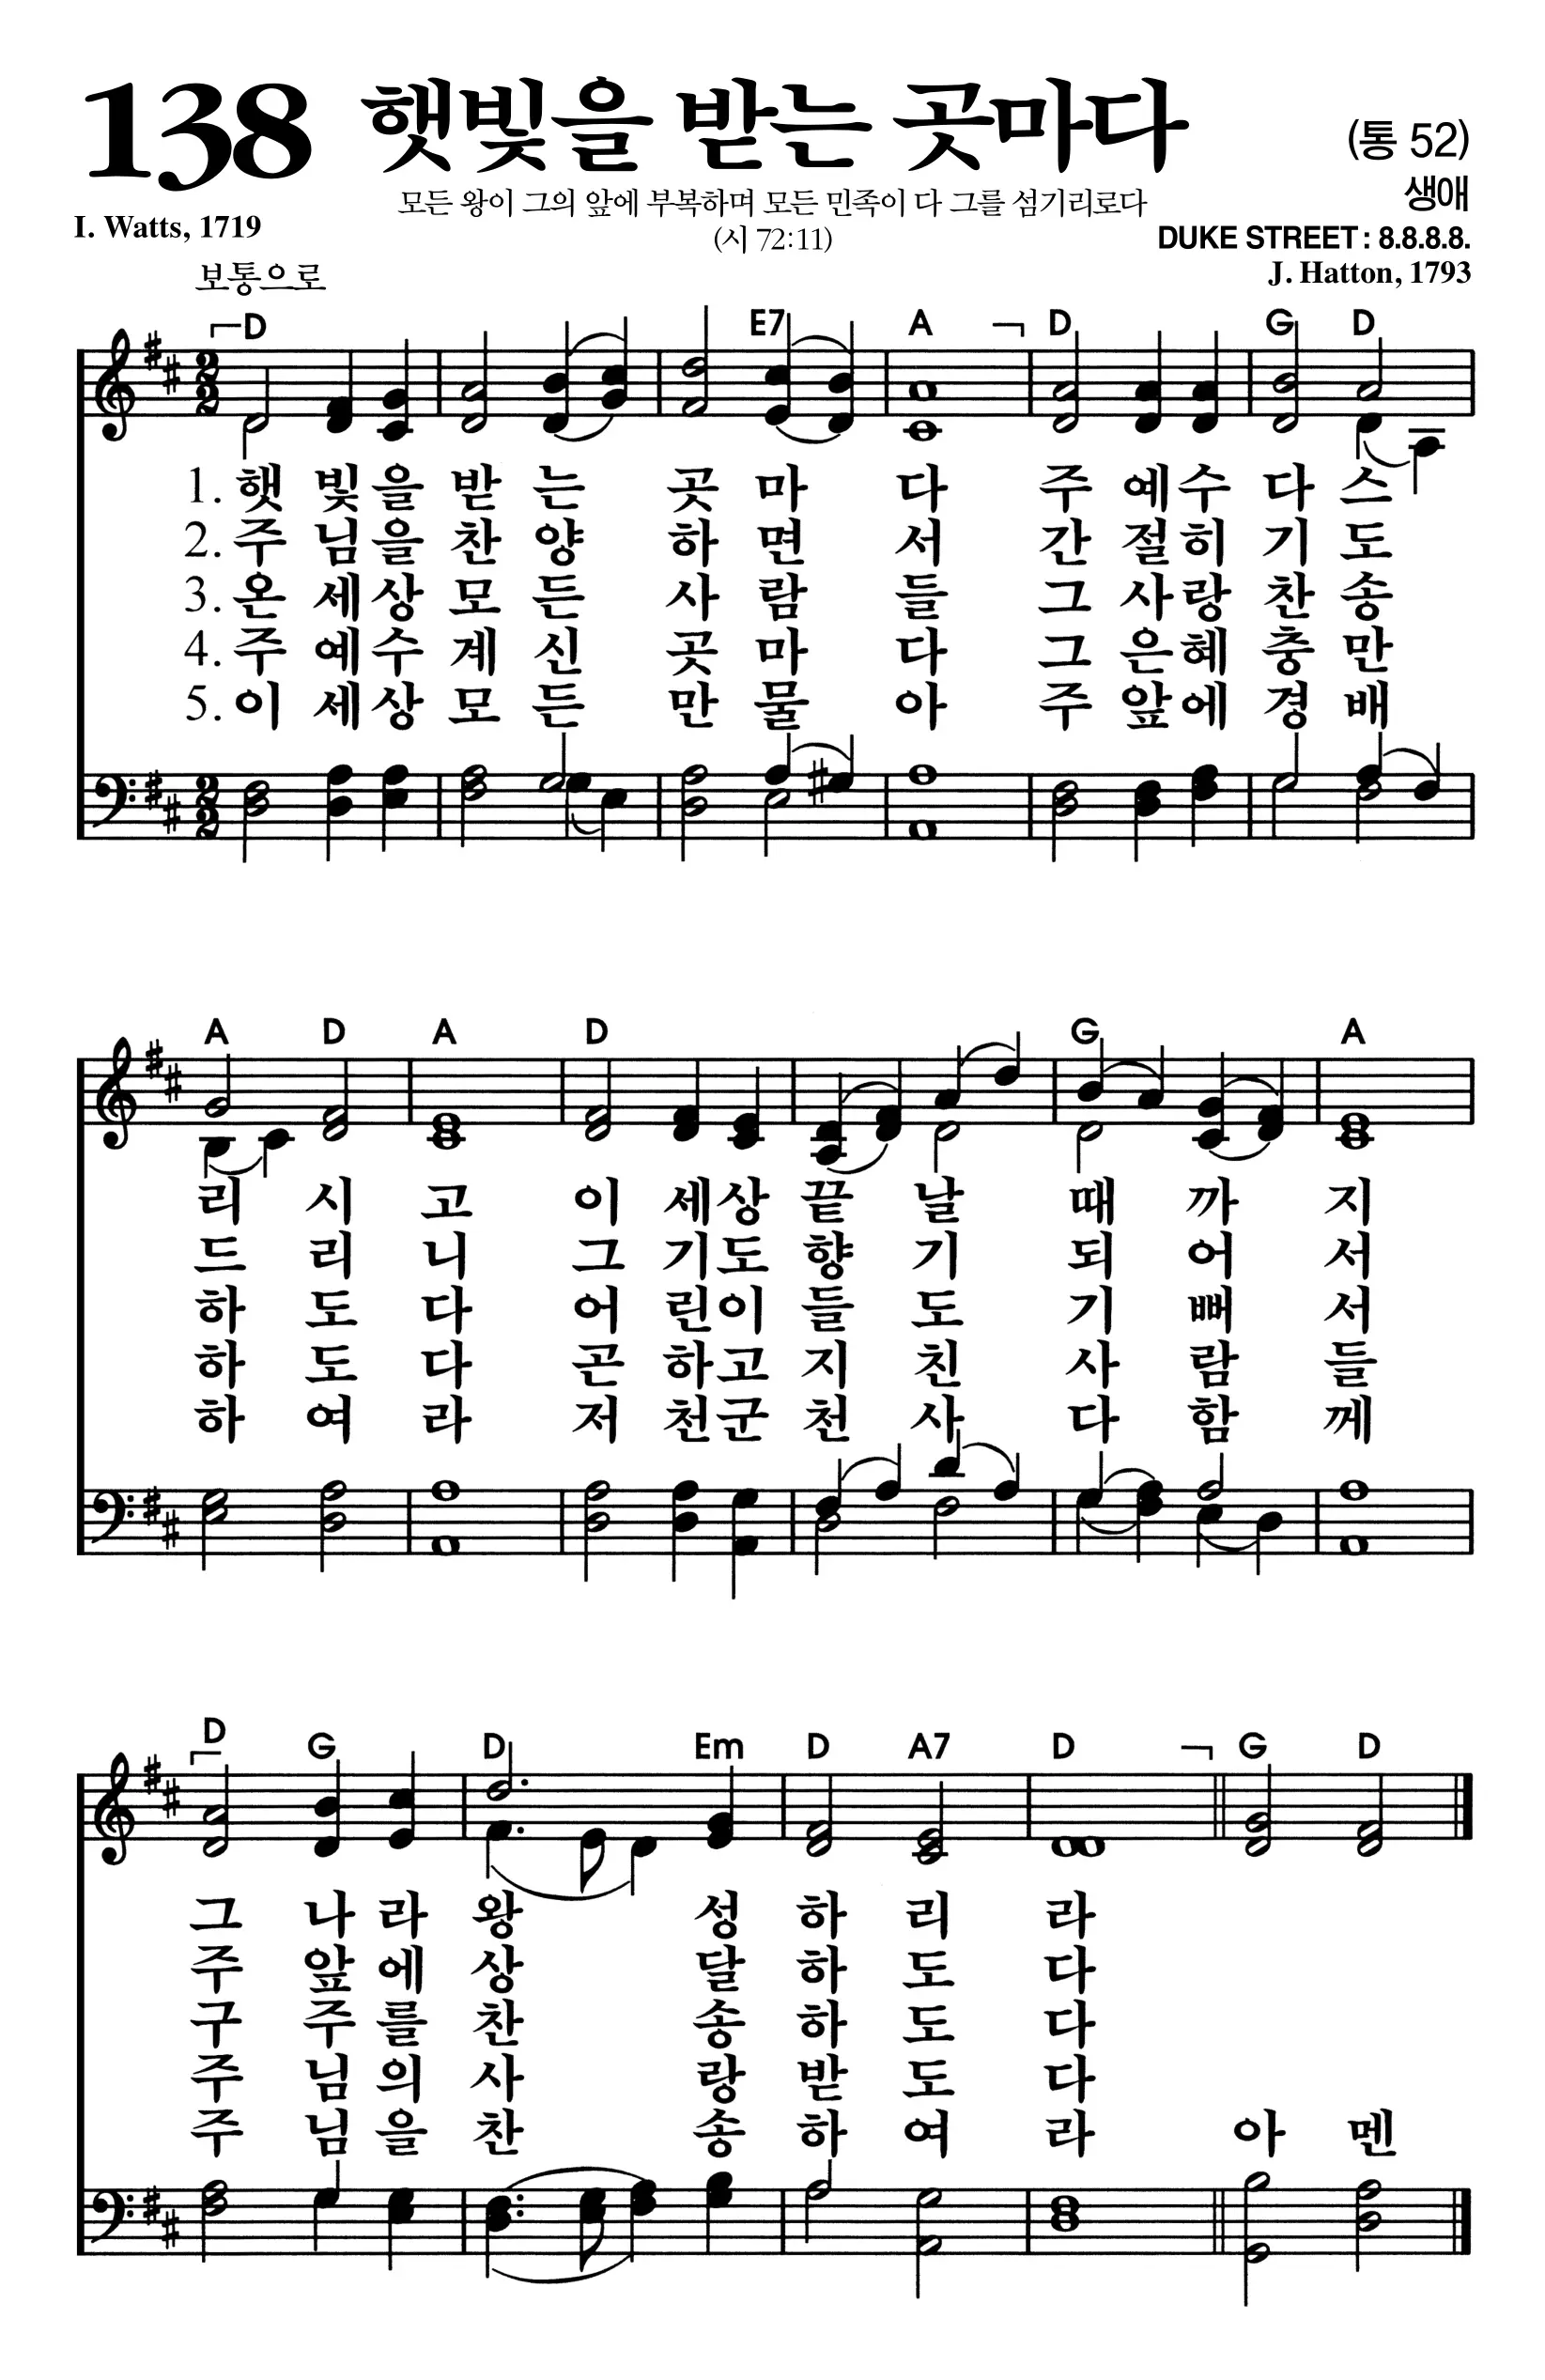 138 햇빛을 받는 곳마다 (통 52)
모든 왕이 그의 앞에 부복하며 모든 민족이 다 그를 섬기리로다
생애
I. Watts, 1719
(시 72:11)
DUKE STREET : 8.8.8.8.
J. Hatton, 1793
보통으로
D E7 A D G D
1. 햇 빛 을 받 는 곳 마 다 주 예 수 다 스
2. 주 님 을 찬 양 하 면 서 간 절 히 기 도
3. 온 세 상 모 든 사 람 들 그 사 랑 찬 송
4. 주 예 수 계 신 곳 마 다 그 은 혜 충 만
5. 이 세 상 모 든 만 물 아 주 앞 에 경 배
A D A D G A
리 시 고 이 세 상 끝 날 때 까 지
드 리 니 그 기 도 향 기 되 어 서
하 도 다 어 린 이 들 도 기 뻐 서
하 도 다 곤 하 고 지 친 사 람 들
하 여 라 저 천 군 천 사 다 함 께
D G D Em D A7 D G D
그 나 라 왕 성 하 리 라
주 앞 에 상 달 하 도 다
구 주 를 찬 송 하 도 다
주 님 의 사 랑 받 도 다
주 님 을 찬 송 하 여 라 아 멘